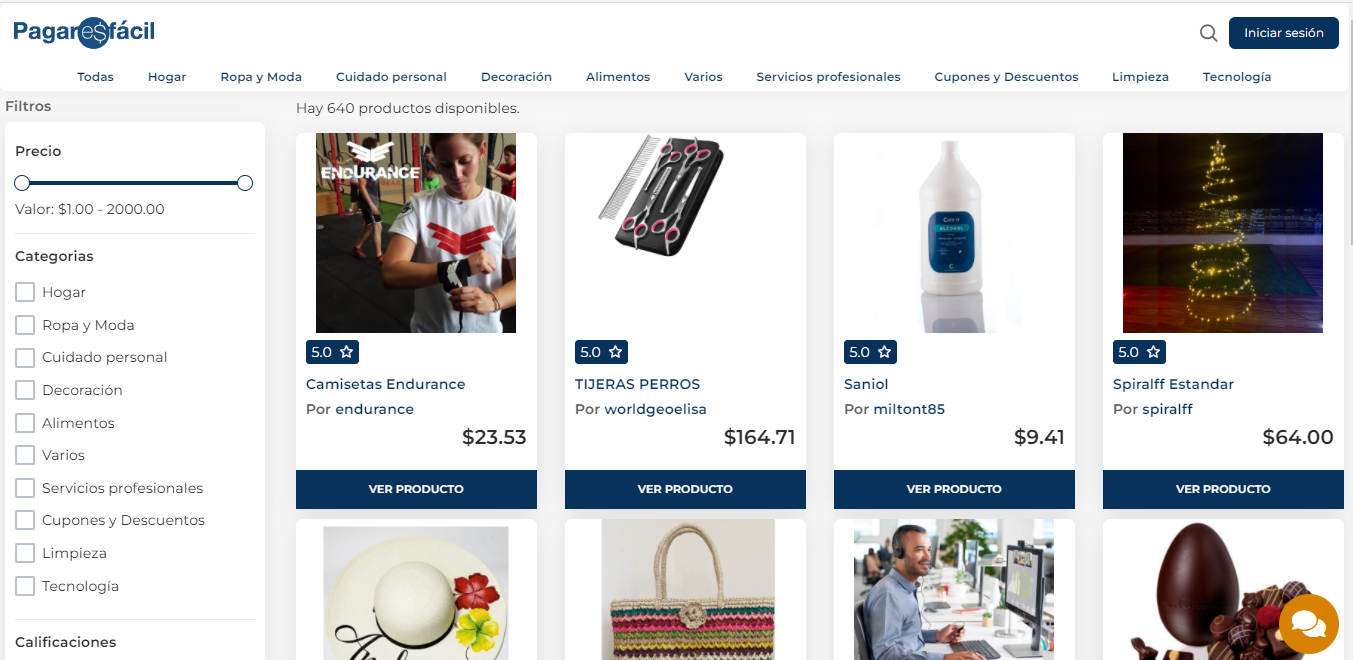 Pagaresfácil
Iniciar sesión
Todas Hogar Ropa y Moda Cuidado personal Decoración Alimentos Varios Servicios profesionales Cupones y Descuentos Limpieza Tecnología
Filtros
Precio
Valor: $1.00 - 2000.00
Categorias
Hogar
Ropa y Moda
Cuidado personal
Decoración
Alimentos
Varios
Servicios profesionales
Cupones y Descuentos
Limpieza
Tecnología
Calificaciones
Hay 640 productos disponibles.
ENDURANCE
5.0
Camisetas Endurance
Por endurance
$23.53
VER PRODUCTO
5.0
TIJERAS PERROS
Por worldgeoelisa
$164.71
VER PRODUCTO
ALCOHOL
5.0
Saniol
Por miltont85
$9.41
VER PRODUCTO
5.0
Spiralff Estandar
Por spiralff
$64.00
VER PRODUCTO